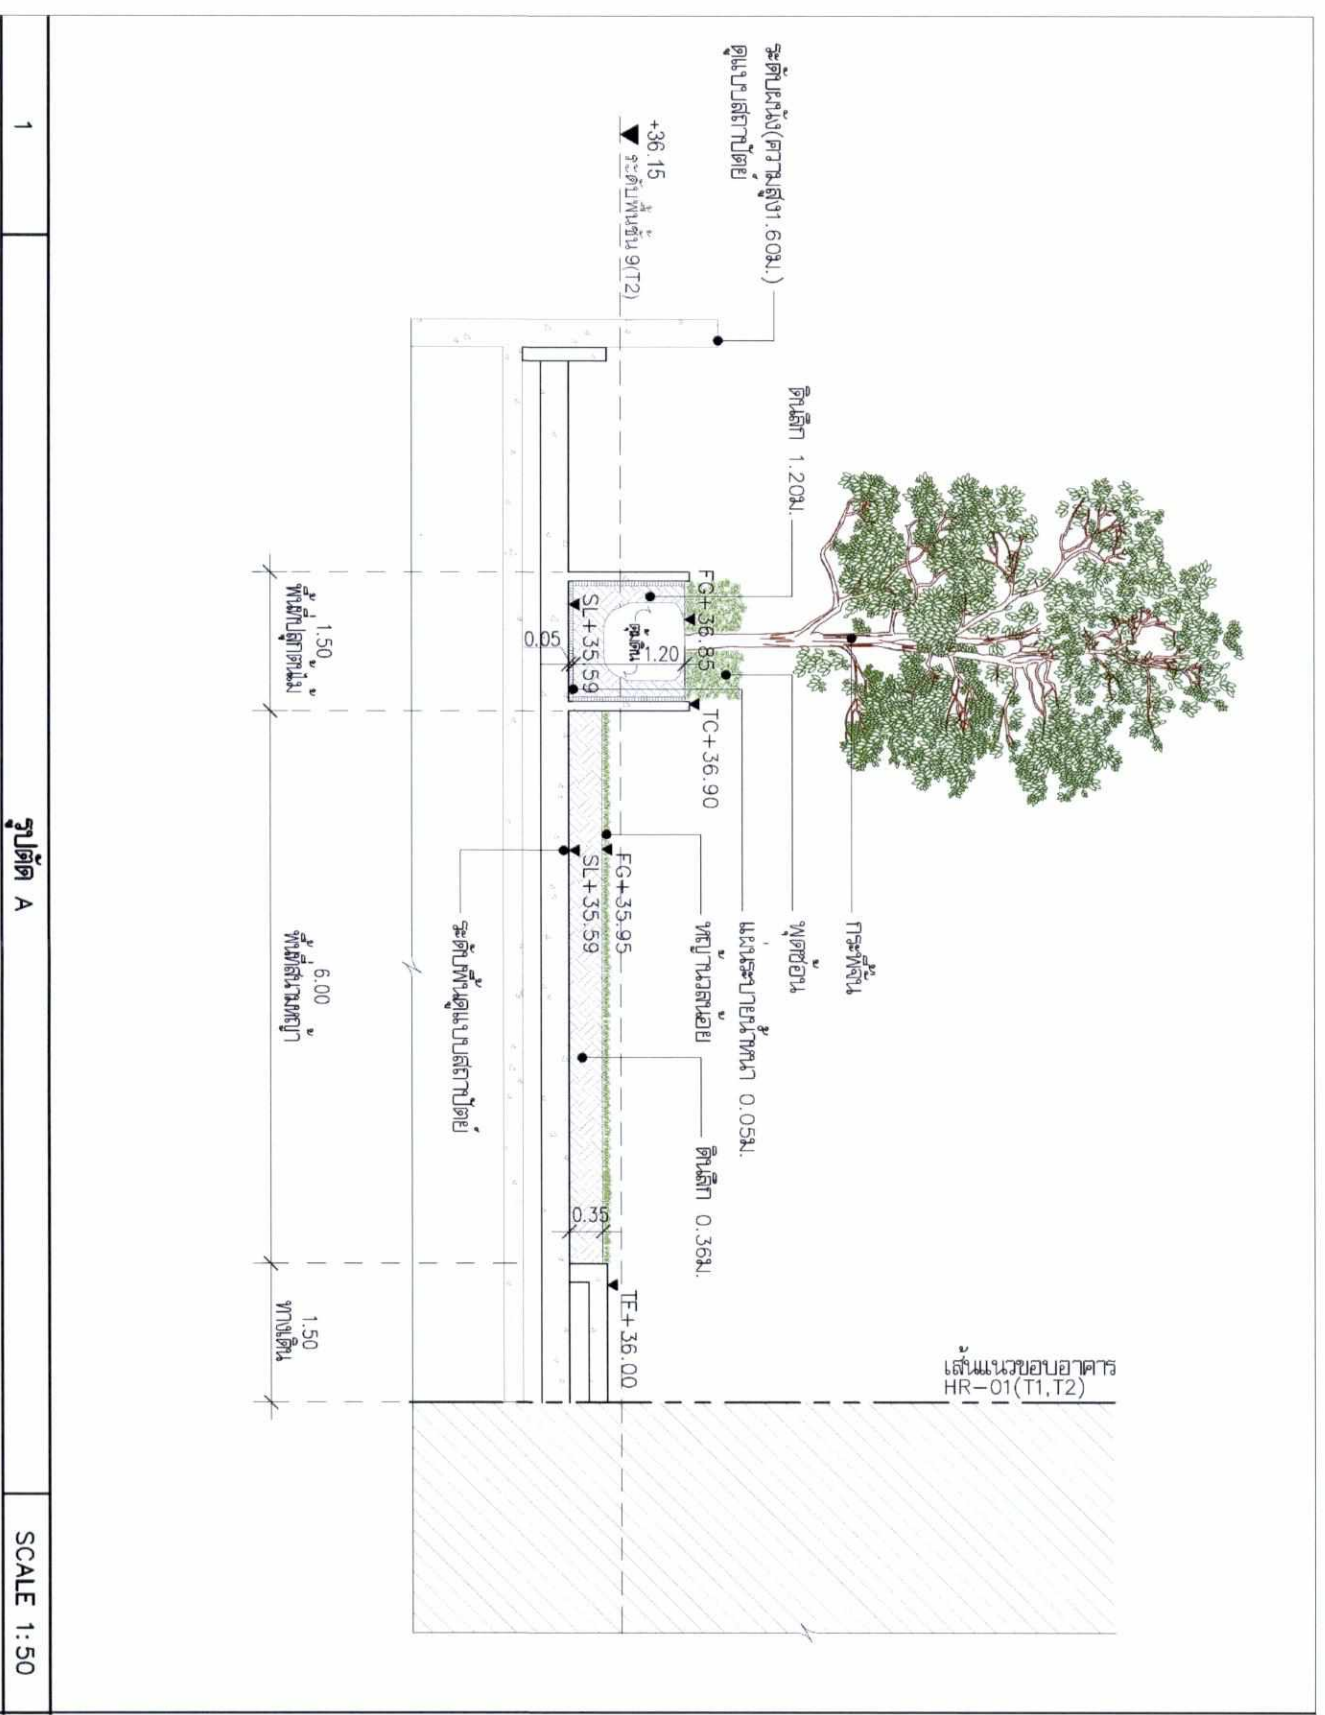 ระดับผนัง(ความสูง1.60ม.)
ดูแบบสถาปัตย์
+36.15
ระดับพื้นชั้น 9(T2)
ดินลึก 1.20ม.
กระพี้จั่น
พุดซ้อน
แผ่นระบายน้ำหนา 0.05ม.
หญ้านวลน้อย
ดินลึก 0.36ม.
เส้นแนวขอบอาคาร
HR-01(T1,T2)
FG+36.85
TC+36.90
1.20
ตุ้มดิน
SL+35.59
0.05
FG+35.95
SL+35.59
0.35
TF+36.00
ระดับพื้นดูแบบสถาปัตย์
1.50
พื้นที่ปลูกต้นไม้
6.00
พื้นที่สนามหญ้า
1.50
ทางเดิน
1
รูปตัด A
SCALE 1:50